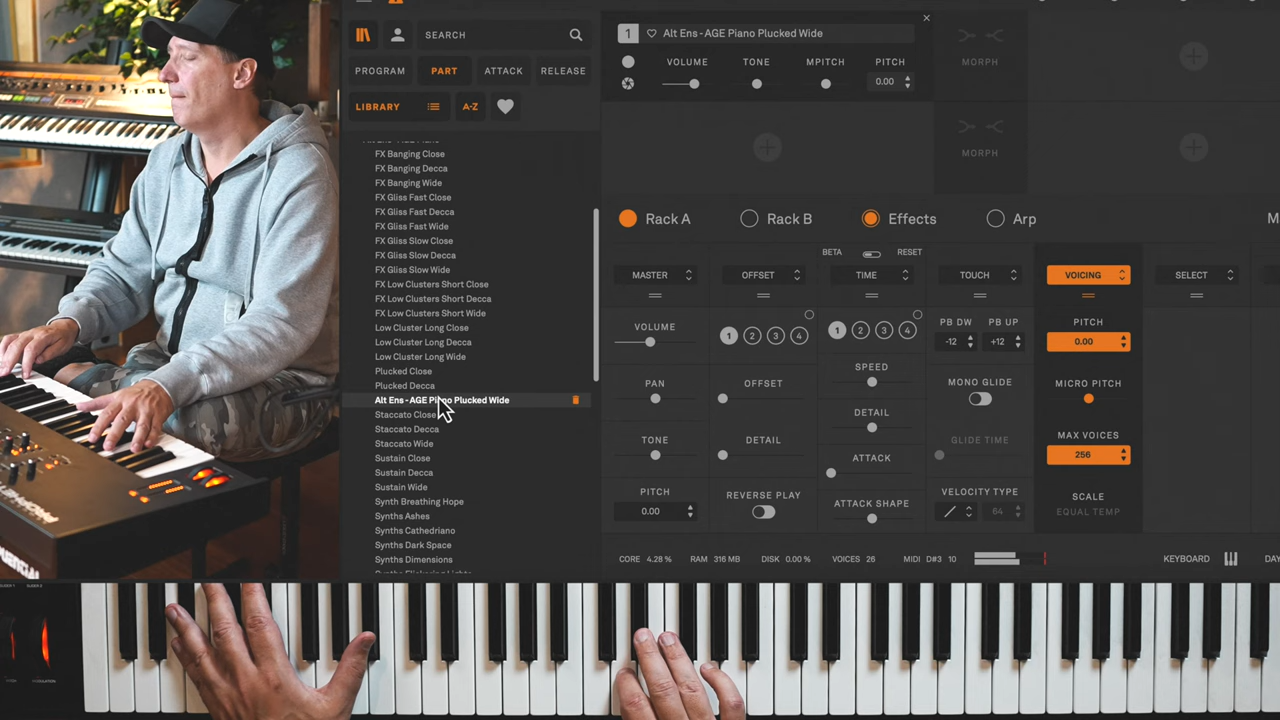 SEARCH
PROGRAM PART ATTACK RELEASE
LIBRARY A-Z
FX Banging Close
FX Banging Decca
FX Banging Wide
FX Gliss Fast Close
FX Gliss Fast Decca
FX Gliss Fast Wide
FX Gliss Slow Close
FX Gliss Slow Decca
FX Gliss Slow Wide
FX Low Clusters Short Close
FX Low Clusters Short Decca
FX Low Clusters Short Wide
Low Cluster Long Close
Low Cluster Long Decca
Low Cluster Long Wide
Plucked Close
Plucked Decca
Alt Ens - AGE Piano Plucked Wide
Staccato Close
Staccato Decca
Staccato Wide
Sustain Close
Sustain Decca
Sustain Wide
Synth Breathing Hope
Synths Ashes
Synths Cathedriano
Synths Dark Space
Synths Dimensions
1 Alt Ens - AGE Piano Plucked Wide
VOLUME TONE MPITCH PITCH
0.00
MORPH
MORPH
Rack A Rack B Effects Arp
BETA RESET
MASTER OFFSET TIME TOUCH VOICING SELECT
VOLUME
PAN
TONE
PITCH
0.00
1 2 3 4
OFFSET
DETAIL
REVERSE PLAY
1 2 3 4
SPEED
DETAIL
ATTACK
ATTACK SHAPE
PB DW PB UP
-12 +12
MONO GLIDE
GLIDE TIME
VELOCITY TYPE
64
PITCH
0.00
MICRO PITCH
MAX VOICES
256
SCALE
EQUAL TEMP
CORE 4.28 % RAM 316 MB DISK 0.00 % VOICES 26 MIDI D#3 10 KEYBOARD